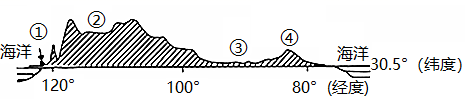 ① ② ③ ④
海洋 海洋 30.5°（纬度）
120° 100° 80° (经度)